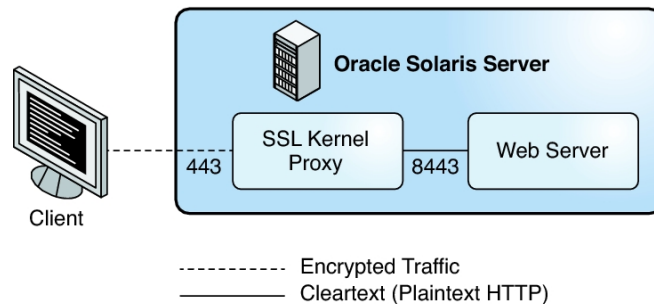 Oracle Solaris Server
SSL Kernel
Proxy
Web Server
443
8443
Client
Encrypted Traffic
Cleartext (Plaintext HTTP)